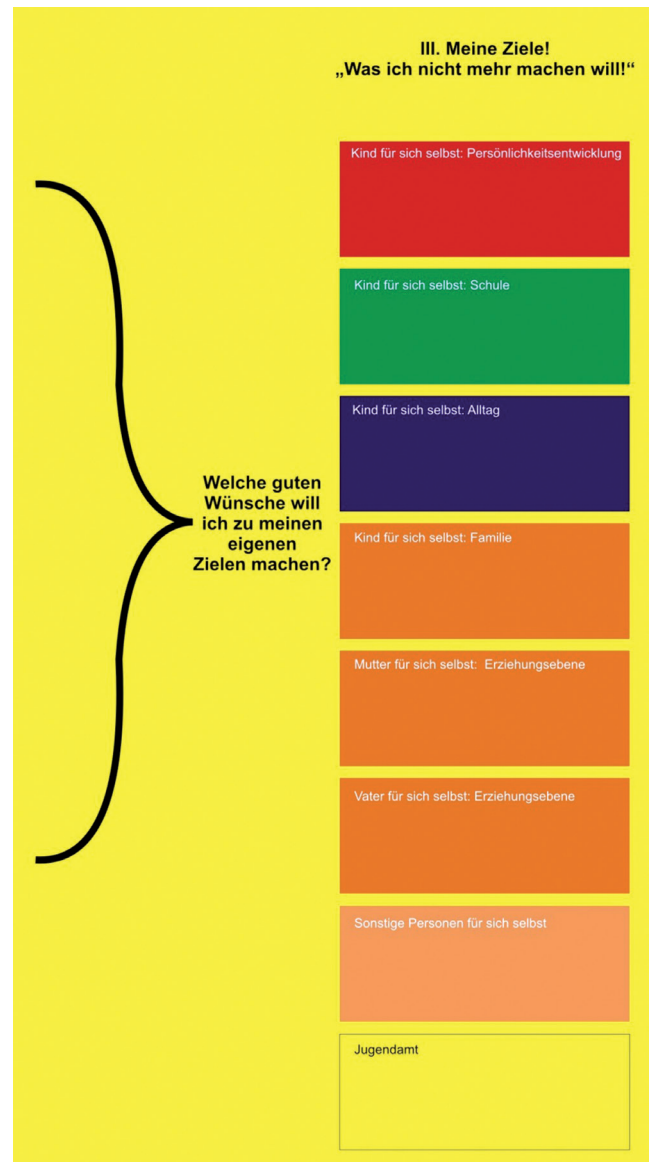 III. Meine Ziele!
„Was ich nicht mehr machen will!“
Kind für sich selbst: Persönlichkeitsentwicklung
Kind für sich selbst: Schule
Kind für sich selbst: Alltag
Welche guten
Wünsche will
ich zu meinen
eigenen
Zielen machen?
Kind für sich selbst: Familie
Mutter für sich selbst: Erziehungsebene
Vater für sich selbst: Erziehungsebene
Sonstige Personen für sich selbst
Jugendamt